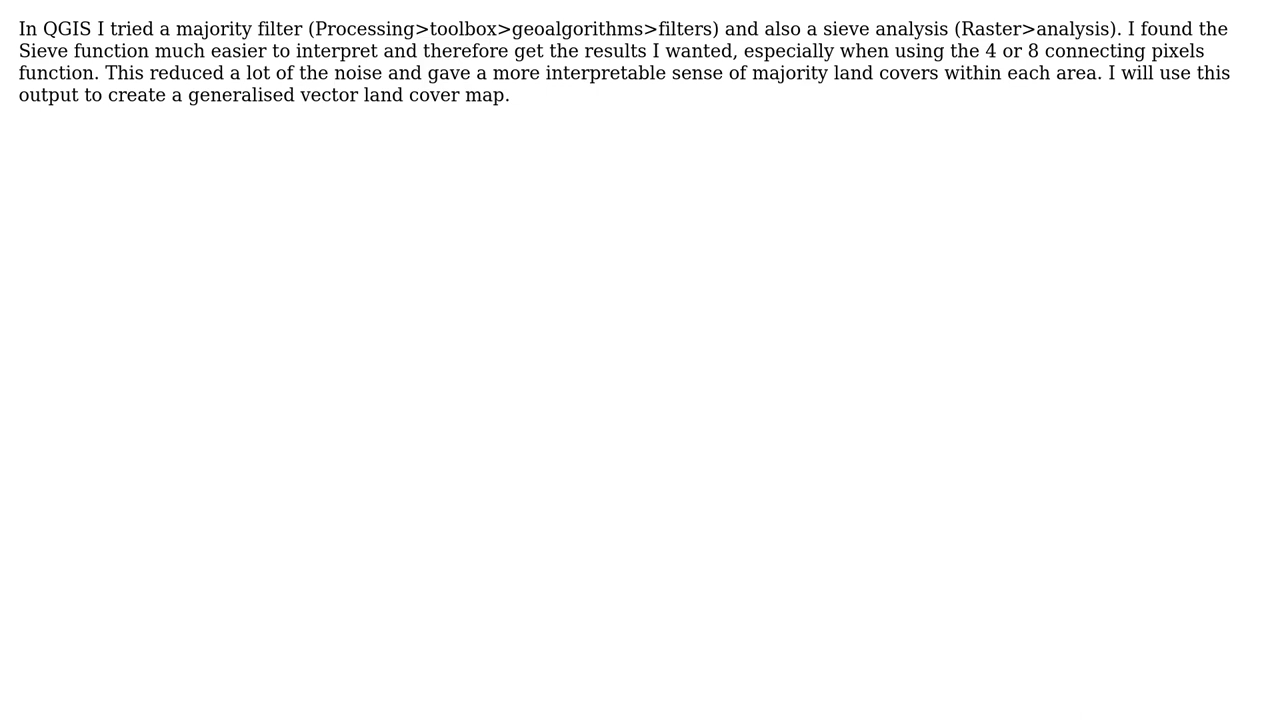 In QGIS I tried a majority filter (Processing>toolbox>geoalgorithms>filters) and also a sieve analysis (Raster>analysis). I found the
Sieve function much easier to interpret and therefore get the results I wanted, especially when using the 4 or 8 connecting pixels
function. This reduced a lot of the noise and gave a more interpretable sense of majority land covers within each area. I will use this
output to create a generalised vector land cover map.